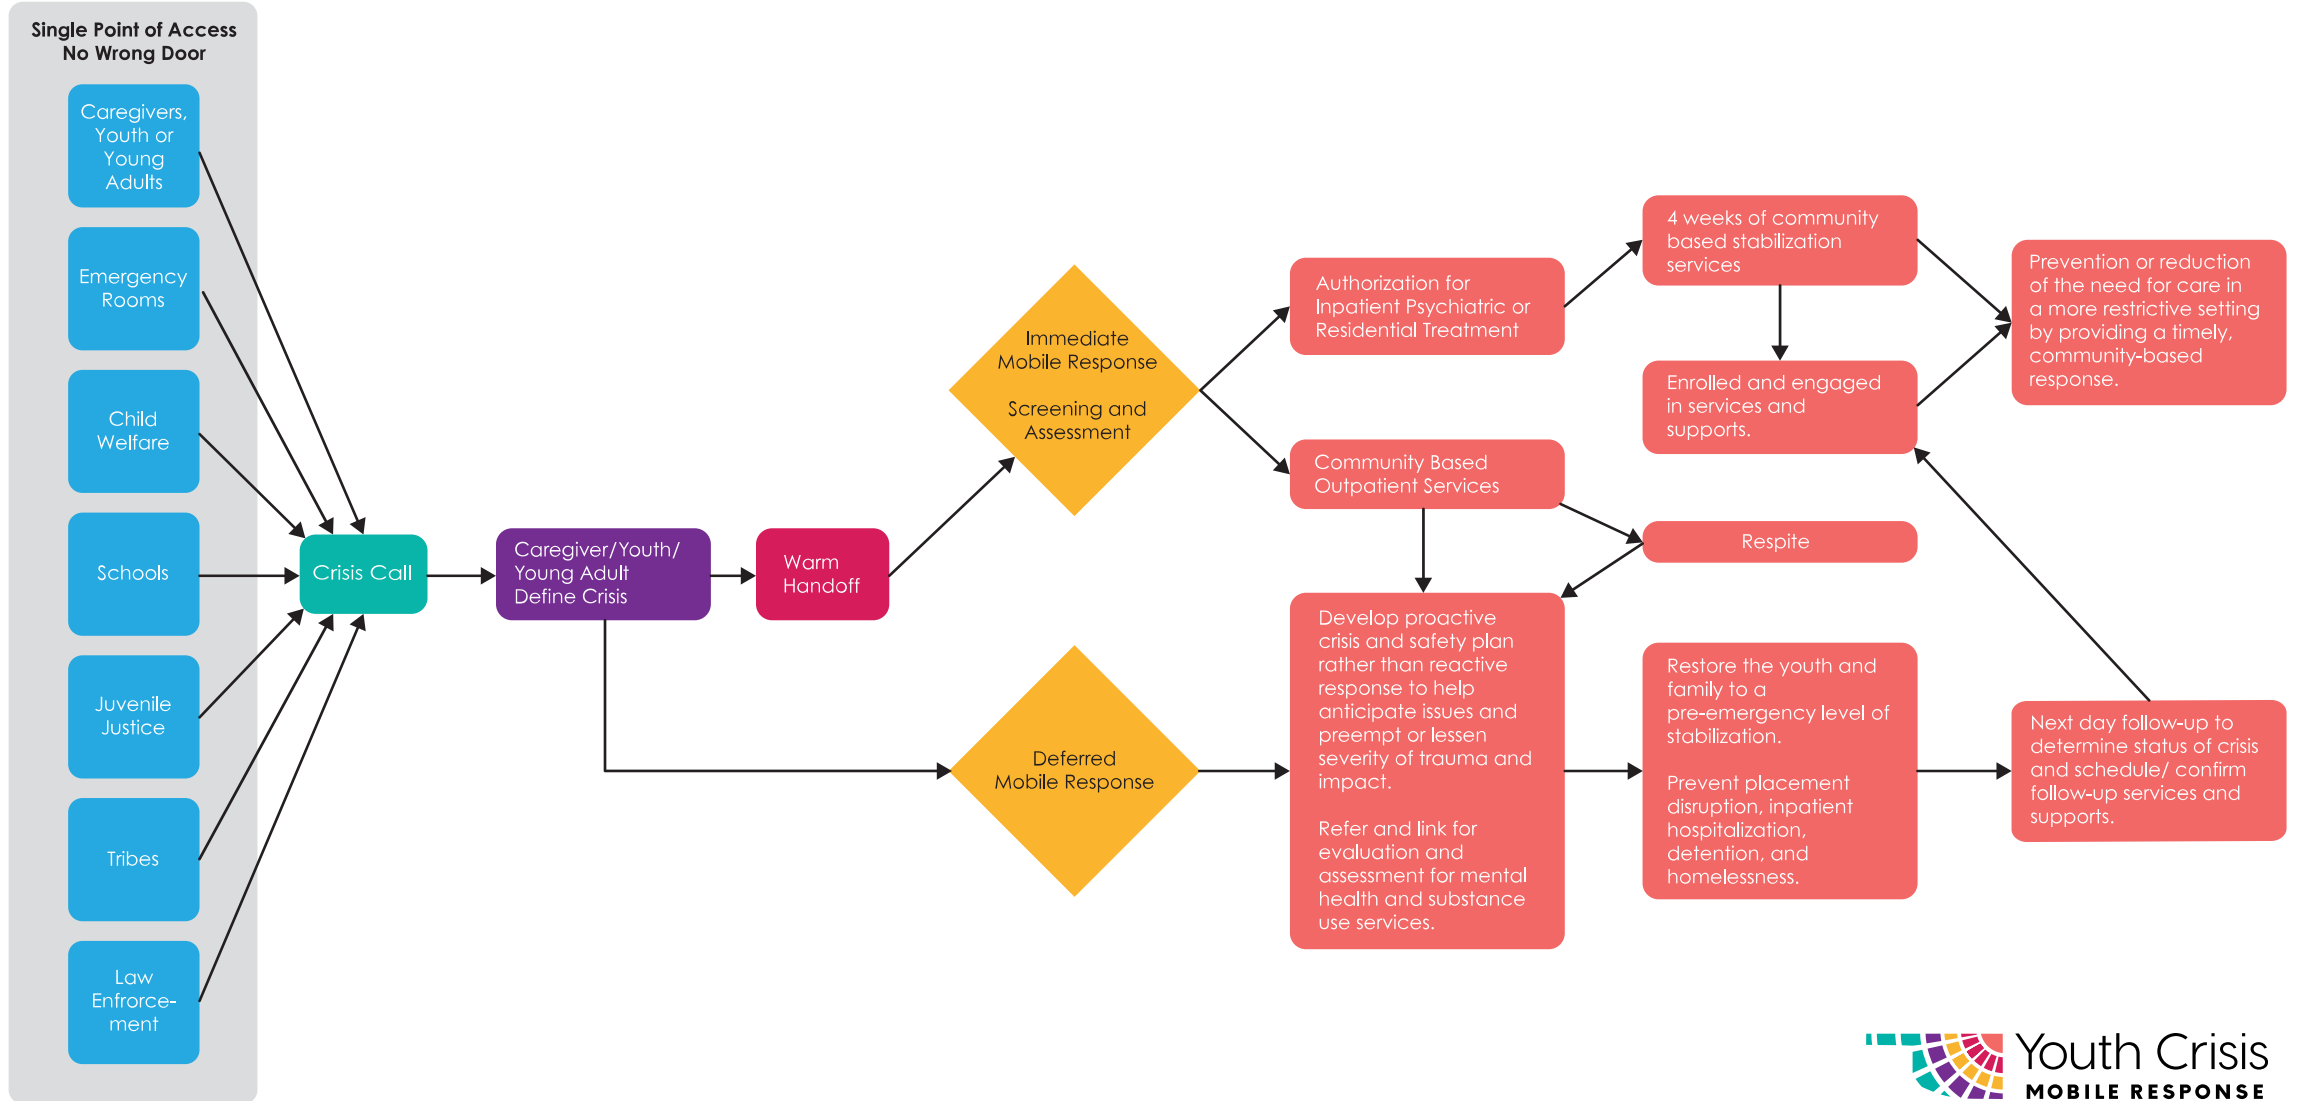 Single Point of Access
No Wrong Door
Caregivers,
Youth or
Young
Adults
Emergency
Rooms
Child
Welfare
Schools
Juvenile
Justice
Tribes
Law
Enfrorce-
ment
Crisis Call
Caregiver/Youth/
Young Adult
Define Crisis
Warm
Handoff
Immediate
Mobile Response
Screening and
Assessment
Deferred
Mobile Response
Authorization for
Inpatient Psychiatric or
Residential Treatment
Community Based
Outpatient Services
Develop proactive
crisis and safety plan
rather than reactive
response to help
anticipate issues and
preempt or lessen
severity of trauma and
impact.
Refer and link for
evaluation and
assessment for mental
health and substance
use services.
4 weeks of community
based stabilization
services
Enrolled and engaged
in services and
supports.
Respite
Restore the youth and
family to a
pre-emergency level of
stabilization.
Prevent placement
disruption, inpatient
hospitalization,
detention, and
homelessness.
Prevention or reduction
of the need for care in
a more restrictive setting
by providing a timely,
community-based
response.
Next day follow-up to
determine status of crisis
and schedule/ confirm
follow-up services and
supports.
Youth Crisis
MOBILE RESPONSE